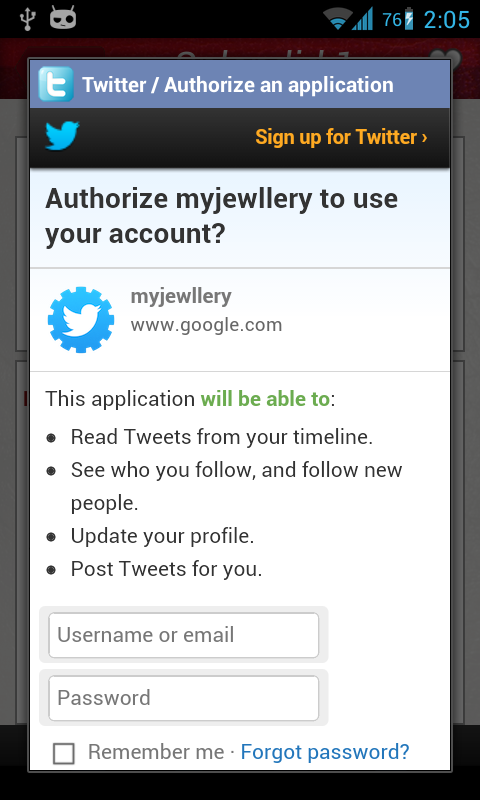 76 2:05
Twitter / Authorize an application
Sign up for Twitter ›
Authorize myjewllery to use
your account?
myjewllery
www.google.com
This application will be able to:
Read Tweets from your timeline.
See who you follow, and follow new
people.
Update your profile.
Post Tweets for you.
Username or email
Password
Remember me · Forgot password?